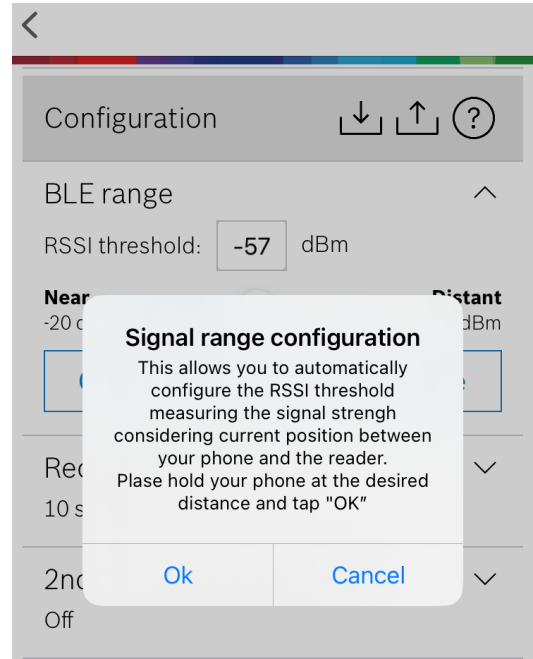 Configuration
?
BLE range
RSSI threshold: -57 dBm
Near Distant
-20 dBm
Signal range configuration
This allows you to automatically
configure the RSSI threshold
measuring the signal strengh
considering current position between
your phone and the reader.
Plase hold your phone at the desired
distance and tap "OK"
Ok Cancel
10 s
2nd
Off